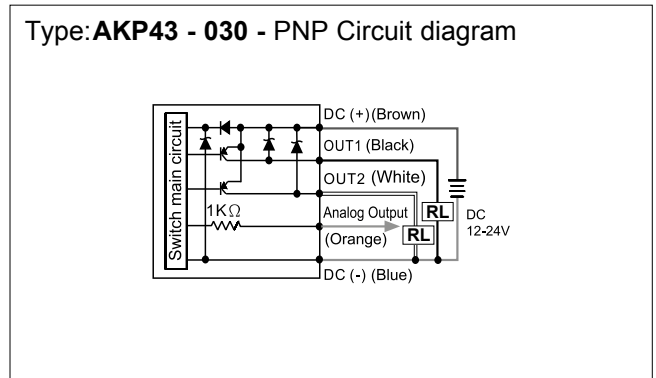 Type:AKP43 - 030 - PNP Circuit diagram
Switch main circuit
DC (+)(Brown)
OUT1 (Black)
OUT2 (White)
1KΩ
Analog Output
(Orange)
RL
RL
DC
12-24V
DC (-) (Blue)